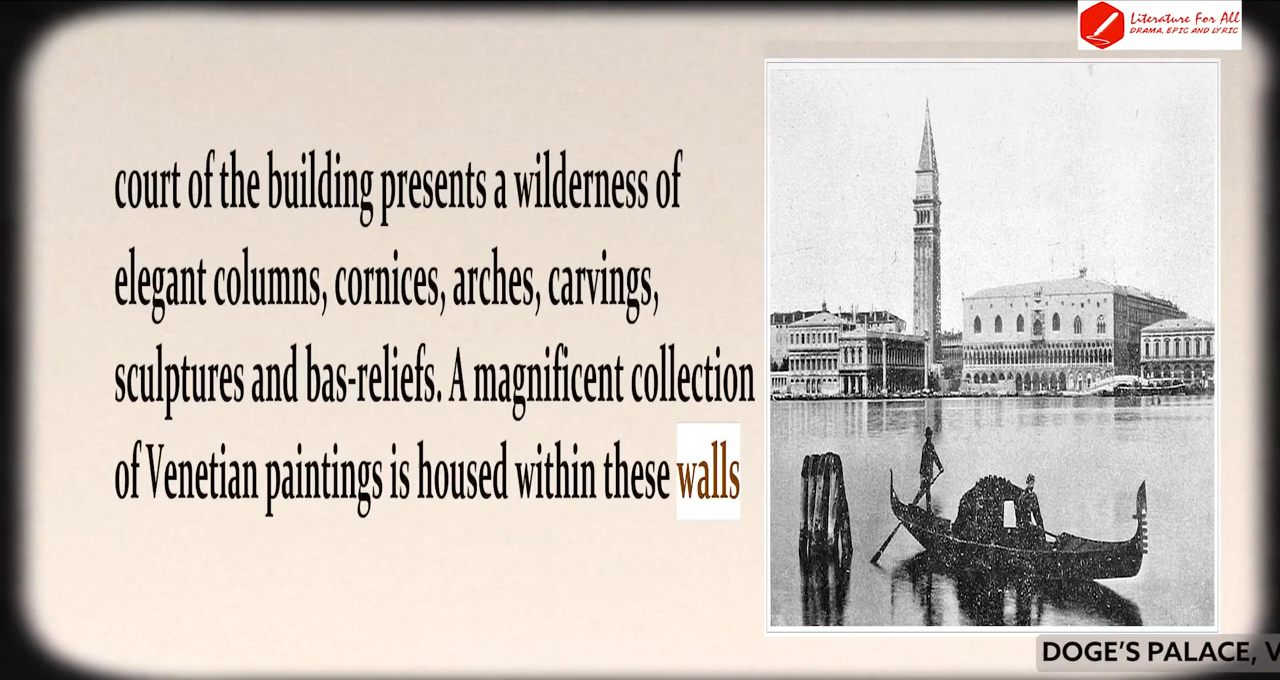 Literature For All
DRAMA, EPIC AND LYRIC
court of the building presents a wilderness of
elegant columns, cornices, arches, carvings,
sculptures and bas-reliefs. A magnificent collection
of Venetian paintings is housed within these walls
DOGE'S PALACE, V